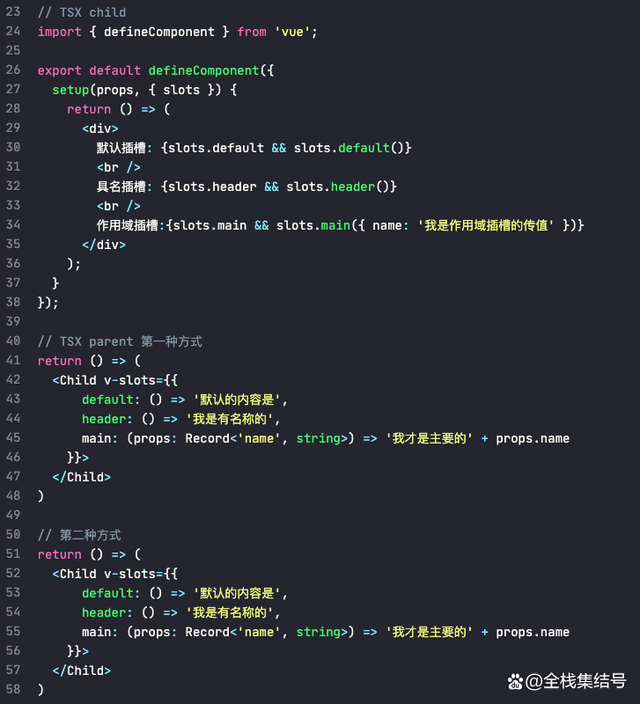 23 // TSX child
24 import { defineComponent } from 'vue';
25
26 export default defineComponent({
27   setup(props, { slots }) {
28     return () => (
29       <div>
30         默认插槽: {slots.default && slots.default()}
31         <br />
32         具名插槽: {slots.header && slots.header()}
33         <br />
34         作用域插槽:{slots.main && slots.main({ name: '我是作用域插槽的传值' })}
35       </div>
36     );
37   }
38 });
39
40 // TSX parent 第一种方式
41 return () => (
42   <Child v-slots={{
43       default: () => '默认的内容是',
44       header: () => '我是有名称的',
45       main: (props: Record<'name', string>) => '我才是主要的' + props.name
46     }}>
47   </Child>
48 )
49
50 // 第二种方式
51 return () => (
52   <Child v-slots={{
53       default: () => '默认的内容是',
54       header: () => '我是有名称的',
55       main: (props: Record<'name', string>) => '我才是主要的' + props.name
56     }}>
57   </Child>
58 )
@全栈集结号